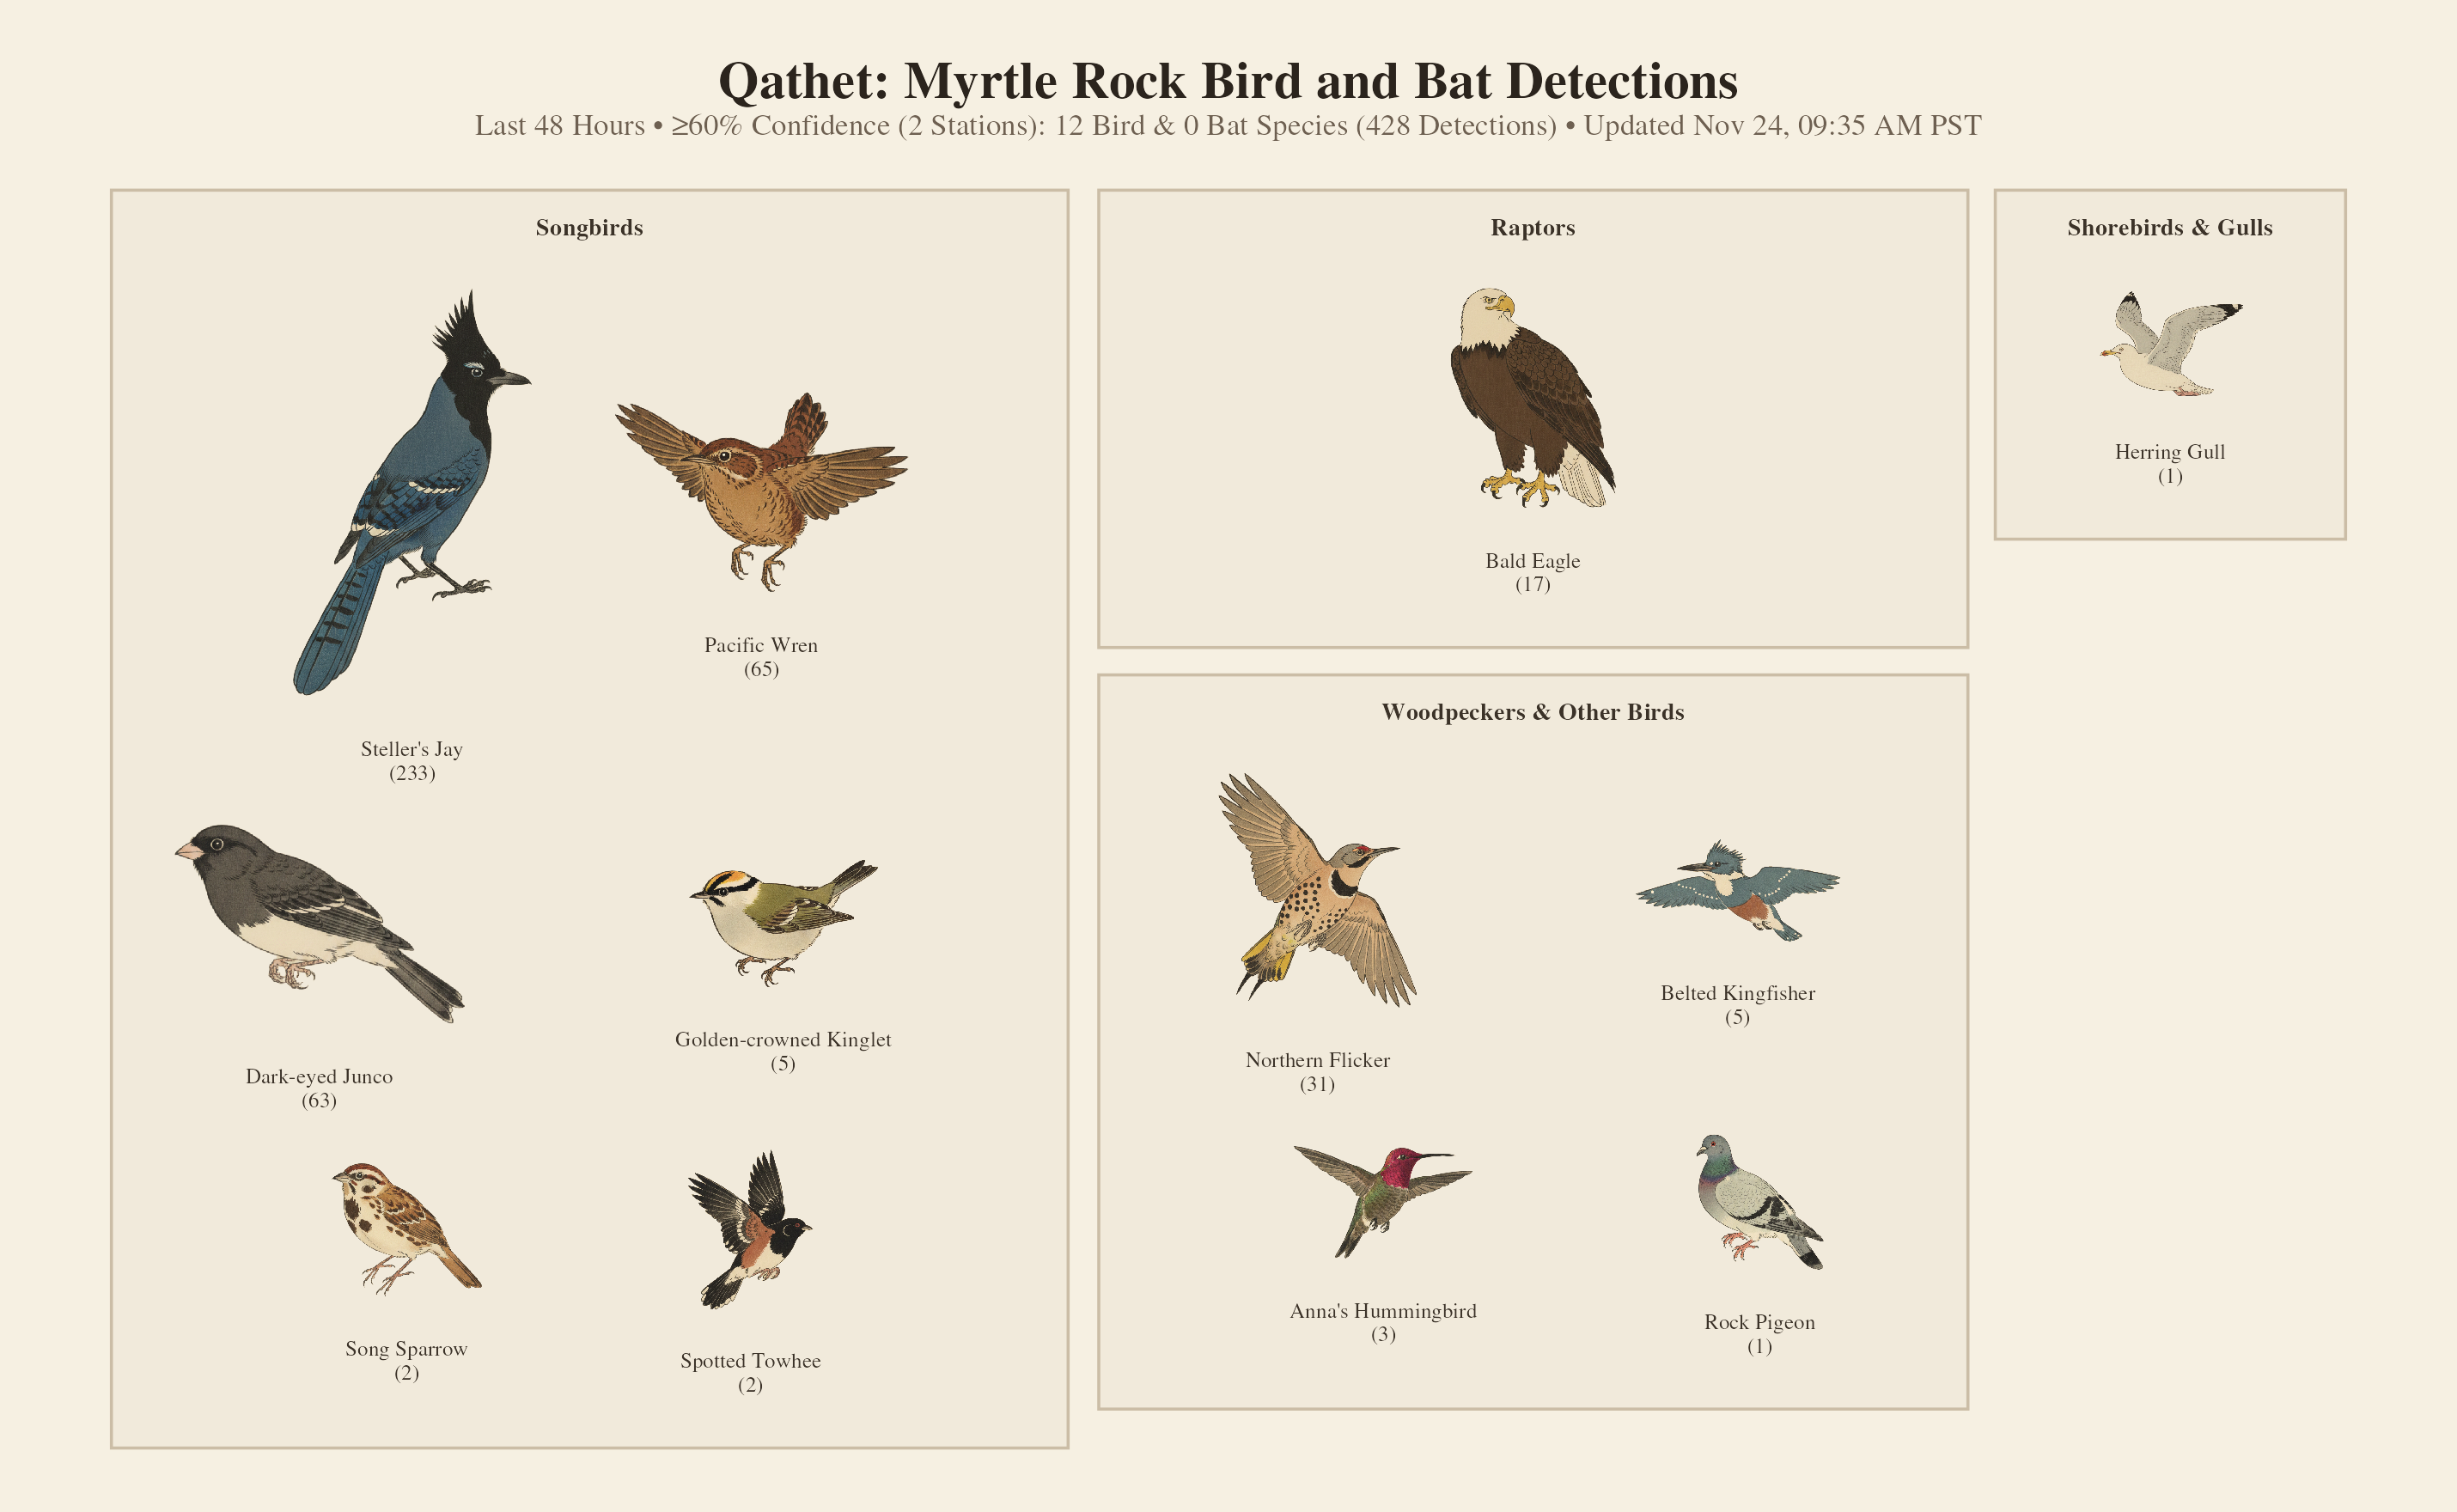 Qathet: Myrtle Rock Bird and Bat Detections
Last 48 Hours • ≥60% Confidence (2 Stations): 12 Bird & 0 Bat Species (428 Detections) • Updated Nov 24, 09:35 AM PST
Songbirds
Steller's Jay
(233)
Pacific Wren
(65)
Dark-eyed Junco
(63)
Golden-crowned Kinglet
(5)
Song Sparrow
(2)
Spotted Towhee
(2)
Raptors
Bald Eagle
(17)
Woodpeckers & Other Birds
Northern Flicker
(31)
Belted Kingfisher
(5)
Anna's Hummingbird
(3)
Rock Pigeon
(1)
Shorebirds & Gulls
Herring Gull
(1)